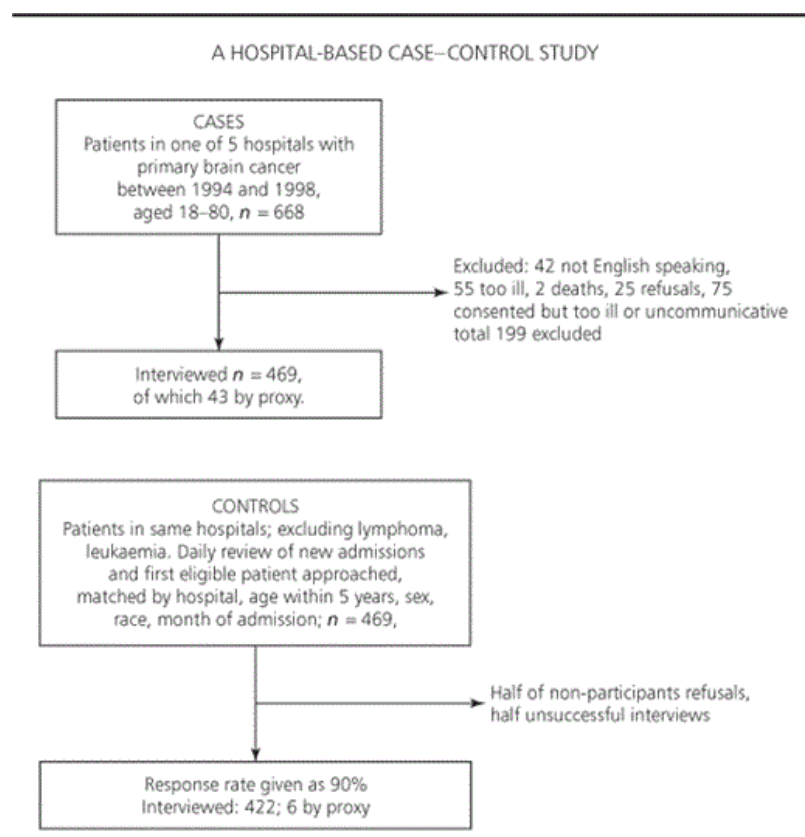 A HOSPITAL-BASED CASE–CONTROL STUDY
CASES
Patients in one of 5 hospitals with
primary brain cancer
between 1994 and 1998,
aged 18–80, n = 668
Excluded: 42 not English speaking,
55 too ill, 2 deaths, 25 refusals, 75
consented but too ill or uncommunicative
total 199 excluded
Interviewed n = 469,
of which 43 by proxy.
CONTROLS
Patients in same hospitals; excluding lymphoma,
leukaemia. Daily review of new admissions
and first eligible patient approached,
matched by hospital, age within 5 years, sex,
race, month of admission; n = 469,
Half of non-participants refusals,
half unsuccessful interviews
Response rate given as 90%
Interviewed: 422; 6 by proxy